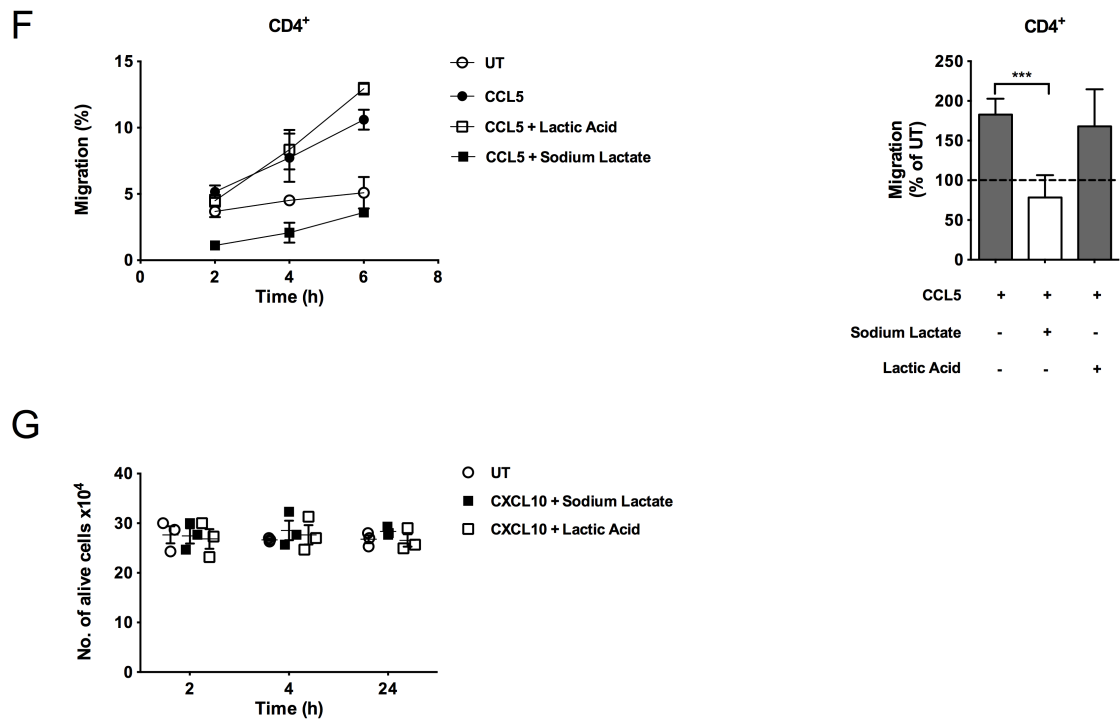 F
CD4⁺
15
10
5
0
Migration (%)
0 2 4 6 8
Time (h)
UT
CCL5
CCL5 + Lactic Acid
CCL5 + Sodium Lactate
CD4⁺
250
200
150
100
50
0
Migration
(% of UT)
***
CCL5 + + +
Sodium Lactate - + -
Lactic Acid - - +
G
40
30
20
10
0
No. of alive cells x10⁴
2 4 24
Time (h)
UT
CXCL10 + Sodium Lactate
CXCL10 + Lactic Acid